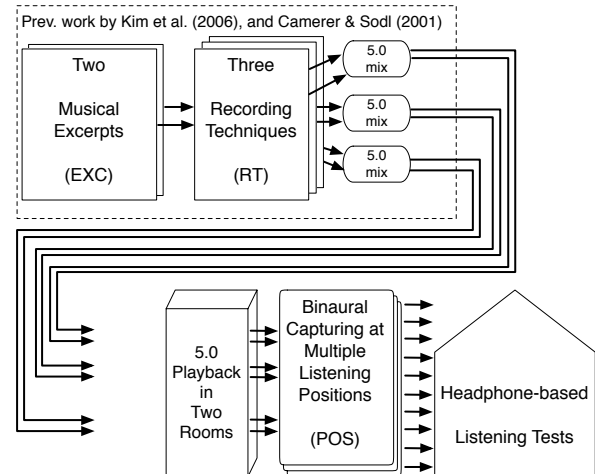 Prev. work by Kim et al. (2006), and Camerer & Sodl (2001)
Two
Musical
Excerpts
(EXC)
Three
Recording
Techniques
(RT)
5.0
mix
5.0
mix
5.0
mix
5.0
Playback
in
Two
Rooms
Binaural
Capturing at
Multiple
Listening
Positions
(POS)
Headphone-based
Listening Tests